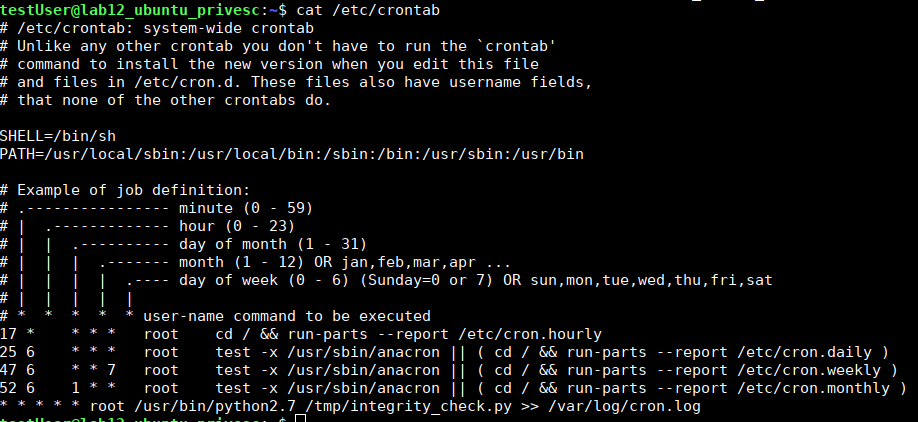 testUser@lab12_ubuntu_privesc:~$ cat /etc/crontab
# /etc/crontab: system-wide crontab
# Unlike any other crontab you don't have to run the `crontab'
# command to install the new version when you edit this file
# and files in /etc/cron.d. These files also have username fields,
# that none of the other crontabs do.

SHELL=/bin/sh
PATH=/usr/local/sbin:/usr/local/bin:/sbin:/bin:/usr/sbin:/usr/bin

# Example of job definition:
# .---------------- minute (0 - 59)
# |  .------------- hour (0 - 23)
# |  |  .---------- day of month (1 - 31)
# |  |  |  .------- month (1 - 12) OR jan,feb,mar,apr ...
# |  |  |  |  .---- day of week (0 - 6) (Sunday=0 or 7) OR sun,mon,tue,wed,thu,fri,sat
# |  |  |  |  |
# *  *  *  *  * user-name command to be executed
17 *    * * *   root    cd / && run-parts --report /etc/cron.hourly
25 6    * * *   root    test -x /usr/sbin/anacron || ( cd / && run-parts --report /etc/cron.daily )
47 6    * * 7   root    test -x /usr/sbin/anacron || ( cd / && run-parts --report /etc/cron.weekly )
52 6    1 * *   root    test -x /usr/sbin/anacron || ( cd / && run-parts --report /etc/cron.monthly )
* * * * * root /usr/bin/python2.7 /tmp/integrity_check.py >> /var/log/cron.log
testUser@lab12_ubuntu_privesc:~$